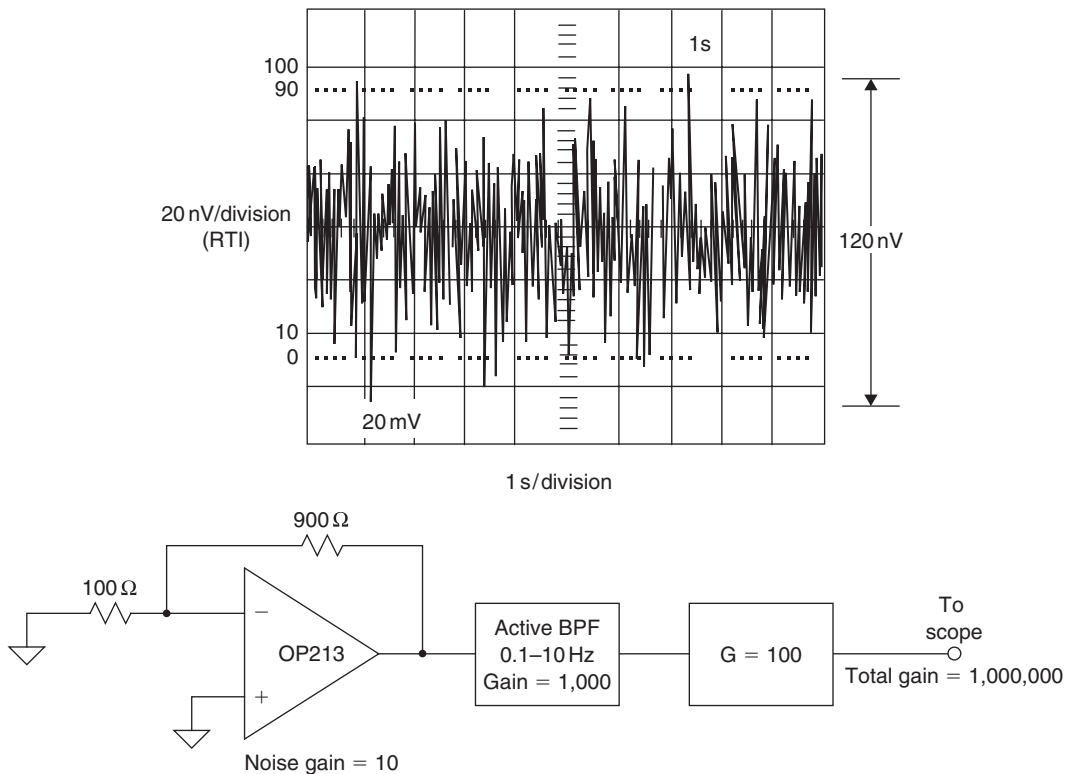 1s
100
90
20 nV/division
(RTI)
120 nV
10
0
20 mV
1 s/division
900 Ω
100 Ω
−
OP213
+
Noise gain = 10
Active BPF
0.1–10 Hz
Gain = 1,000
G = 100
To
scope
Total gain = 1,000,000